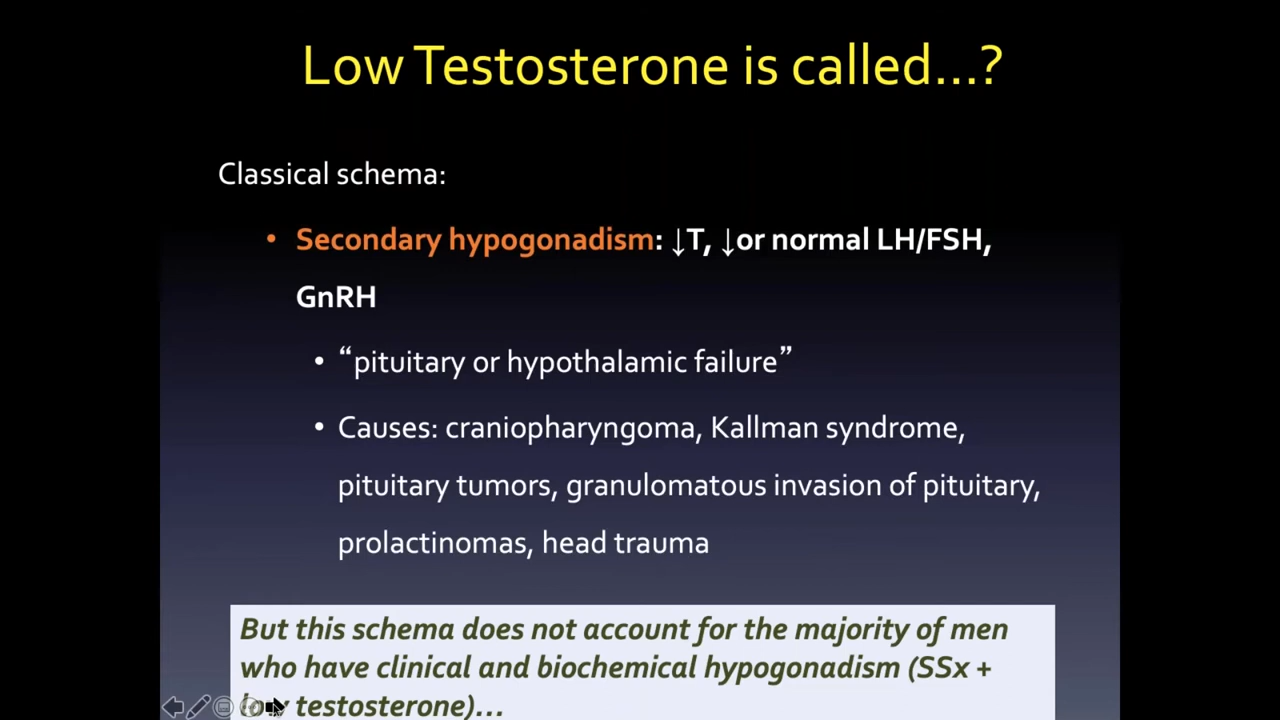 Low Testosterone is called...?
Classical schema:
• Secondary hypogonadism: ↓T, ↓or normal LH/FSH,
GnRH
• “pituitary or hypothalamic failure”
• Causes: craniopharyngoma, Kallman syndrome,
pituitary tumors, granulomatous invasion of pituitary,
prolactinomas, head trauma
But this schema does not account for the majority of men
who have clinical and biochemical hypogonadism (SSx +
low testosterone)...